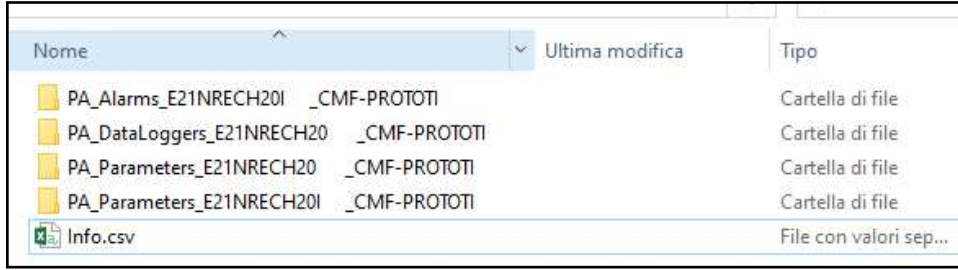 Nome Ultima modifica Tipo
PA_Alarms_E21NRECH20I _CMF-PROTOTI Cartella di file
PA_DataLoggers_E21NRECH20 _CMF-PROTOTI Cartella di file
PA_Parameters_E21NRECH20 _CMF-PROTOTI Cartella di file
PA_Parameters_E21NRECH20I _CMF-PROTOTI Cartella di file
Info.csv File con valori sep...